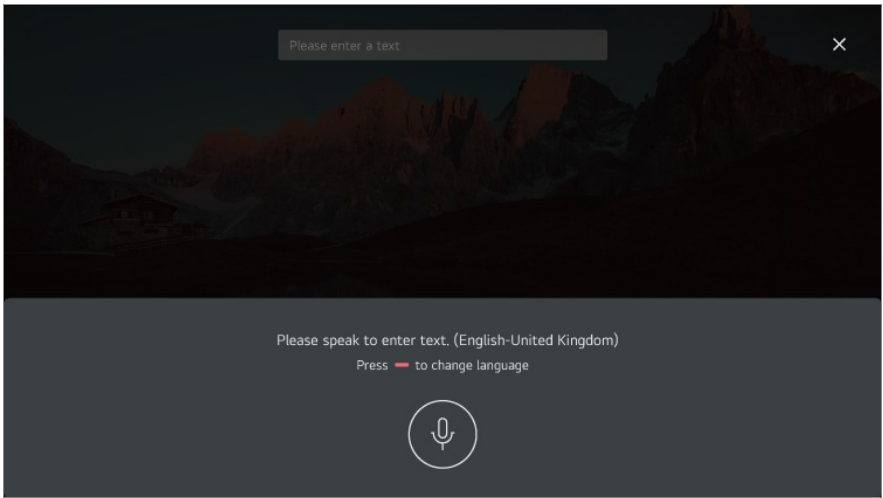 Please enter a text
Please speak to enter text. (English-United Kingdom)
Press to change language